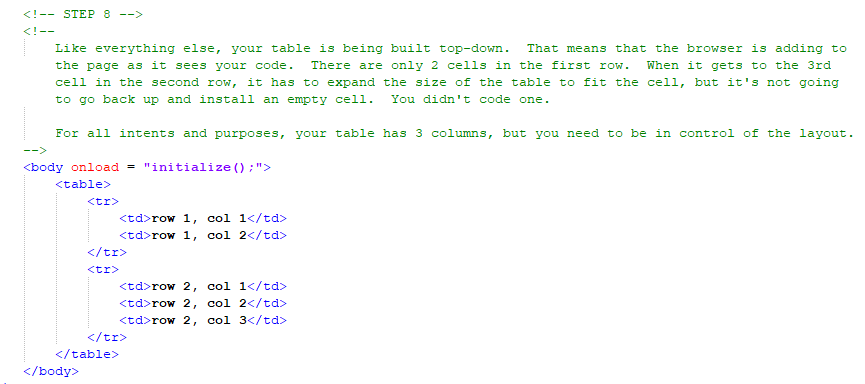 <!-- STEP 8 -->
<!--
Like everything else, your table is being built top-down.  That means that the browser is adding to
the page as it sees your code.  There are only 2 cells in the first row.  When it gets to the 3rd
cell in the second row, it has to expand the size of the table to fit the cell, but it's not going
to go back up and install an empty cell.  You didn't code one.
For all intents and purposes, your table has 3 columns, but you need to be in control of the layout.
-->
<body onload = "initialize();">
<table>
<tr>
<td>row 1, col 1</td>
<td>row 1, col 2</td>
</tr>
<tr>
<td>row 2, col 1</td>
<td>row 2, col 2</td>
<td>row 2, col 3</td>
</tr>
</table>
</body>